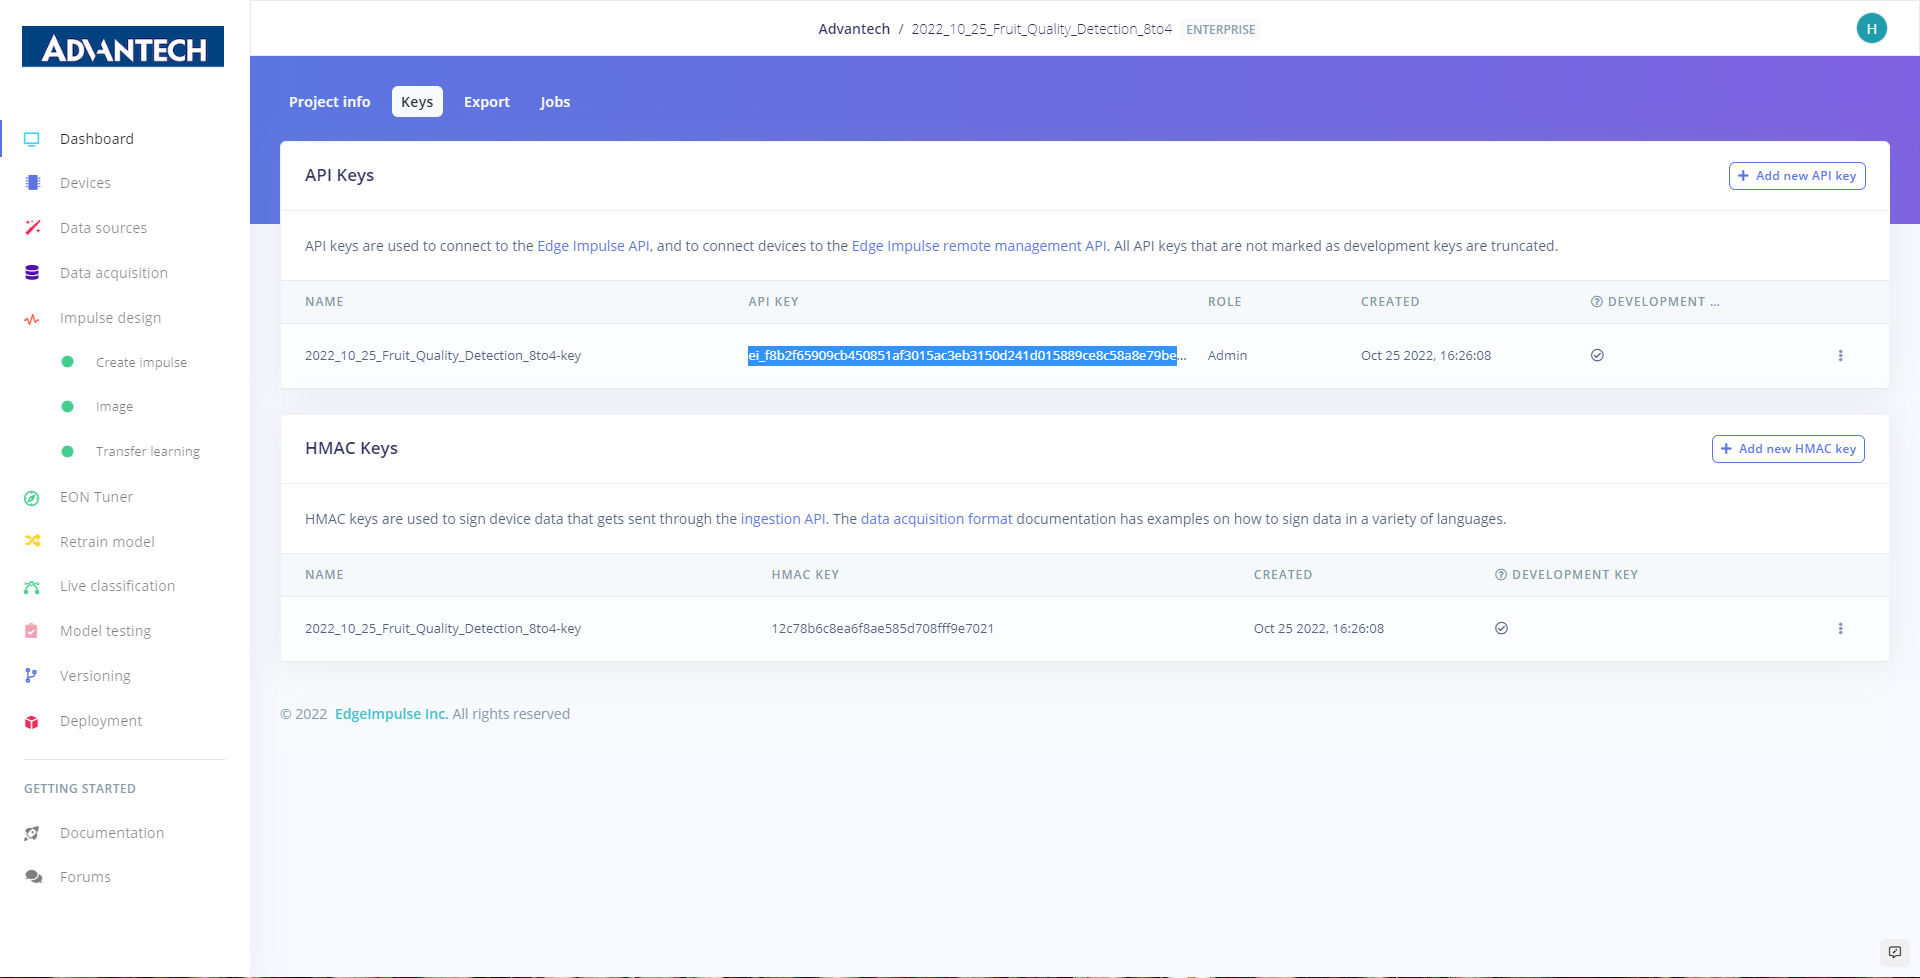 ADVANTECH
Advantech / 2022_10_25_Fruit_Quality_Detection_8to4 ENTERPRISE
H
Dashboard
Devices
Data sources
Data acquisition
Impulse design
Create impulse
Image
Transfer learning
EON Tuner
Retrain model
Live classification
Model testing
Versioning
Deployment
GETTING STARTED
Documentation
Forums
Project info Keys Export Jobs
API Keys
+ Add new API key
API keys are used to connect to the Edge Impulse API, and to connect devices to the Edge Impulse remote management API. All API keys that are not marked as development keys are truncated.
NAME API KEY ROLE CREATED DEVELOPMENT ...
2022_10_25_Fruit_Quality_Detection_8to4-key ei_f8b2f65909cb450851af3015ac3eb3150d241d015889ce8c58a8e79be... Admin Oct 25 2022, 16:26:08
HMAC Keys
+ Add new HMAC key
HMAC keys are used to sign device data that gets sent through the ingestion API. The data acquisition format documentation has examples on how to sign data in a variety of languages.
NAME HMAC KEY CREATED DEVELOPMENT KEY
2022_10_25_Fruit_Quality_Detection_8to4-key 12c78b6c8ea6f8ae585d708fff9e7021 Oct 25 2022, 16:26:08
© 2022 EdgeImpulse Inc. All rights reserved